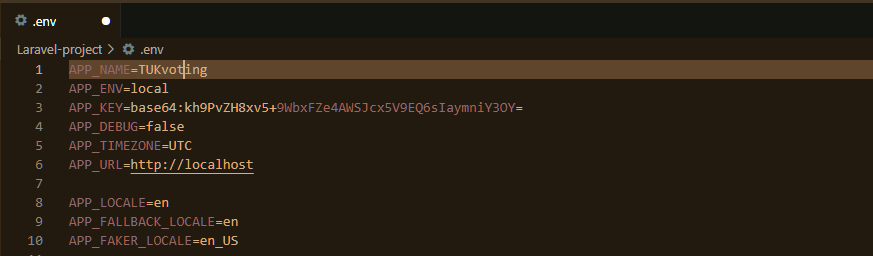 .env
Laravel-project > .env
1 APP_NAME=TUKvoting
2 APP_ENV=local
3 APP_KEY=base64:kh9PvZH8xv5+9WbxFZe4AWSJcx5V9EQ6sIaymniY3OY=
4 APP_DEBUG=false
5 APP_TIMEZONE=UTC
6 APP_URL=http://localhost
7
8 APP_LOCALE=en
9 APP_FALLBACK_LOCALE=en
10 APP_FAKER_LOCALE=en_US